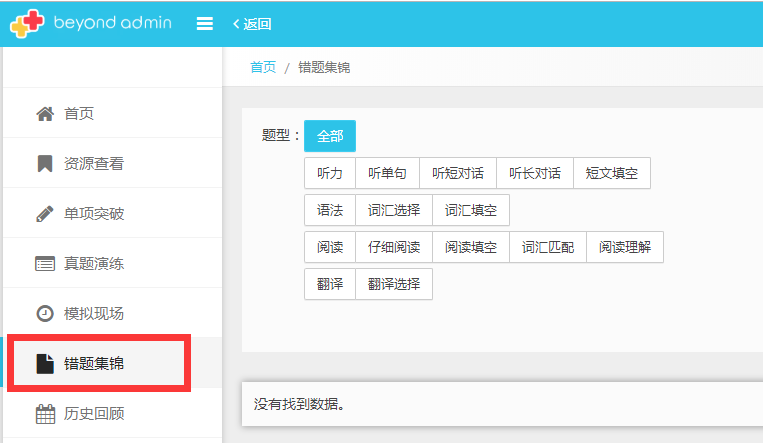 beyond admin 返回
首页 / 错题集锦
首页
资源查看
单项突破
真题演练
模拟现场
错题集锦
历史回顾
题型： 全部
听力 听单句 听短对话 听长对话 短文填空
语法 词汇选择 词汇填空
阅读 仔细阅读 阅读填空 词汇匹配 阅读理解
翻译 翻译选择
没有找到数据。